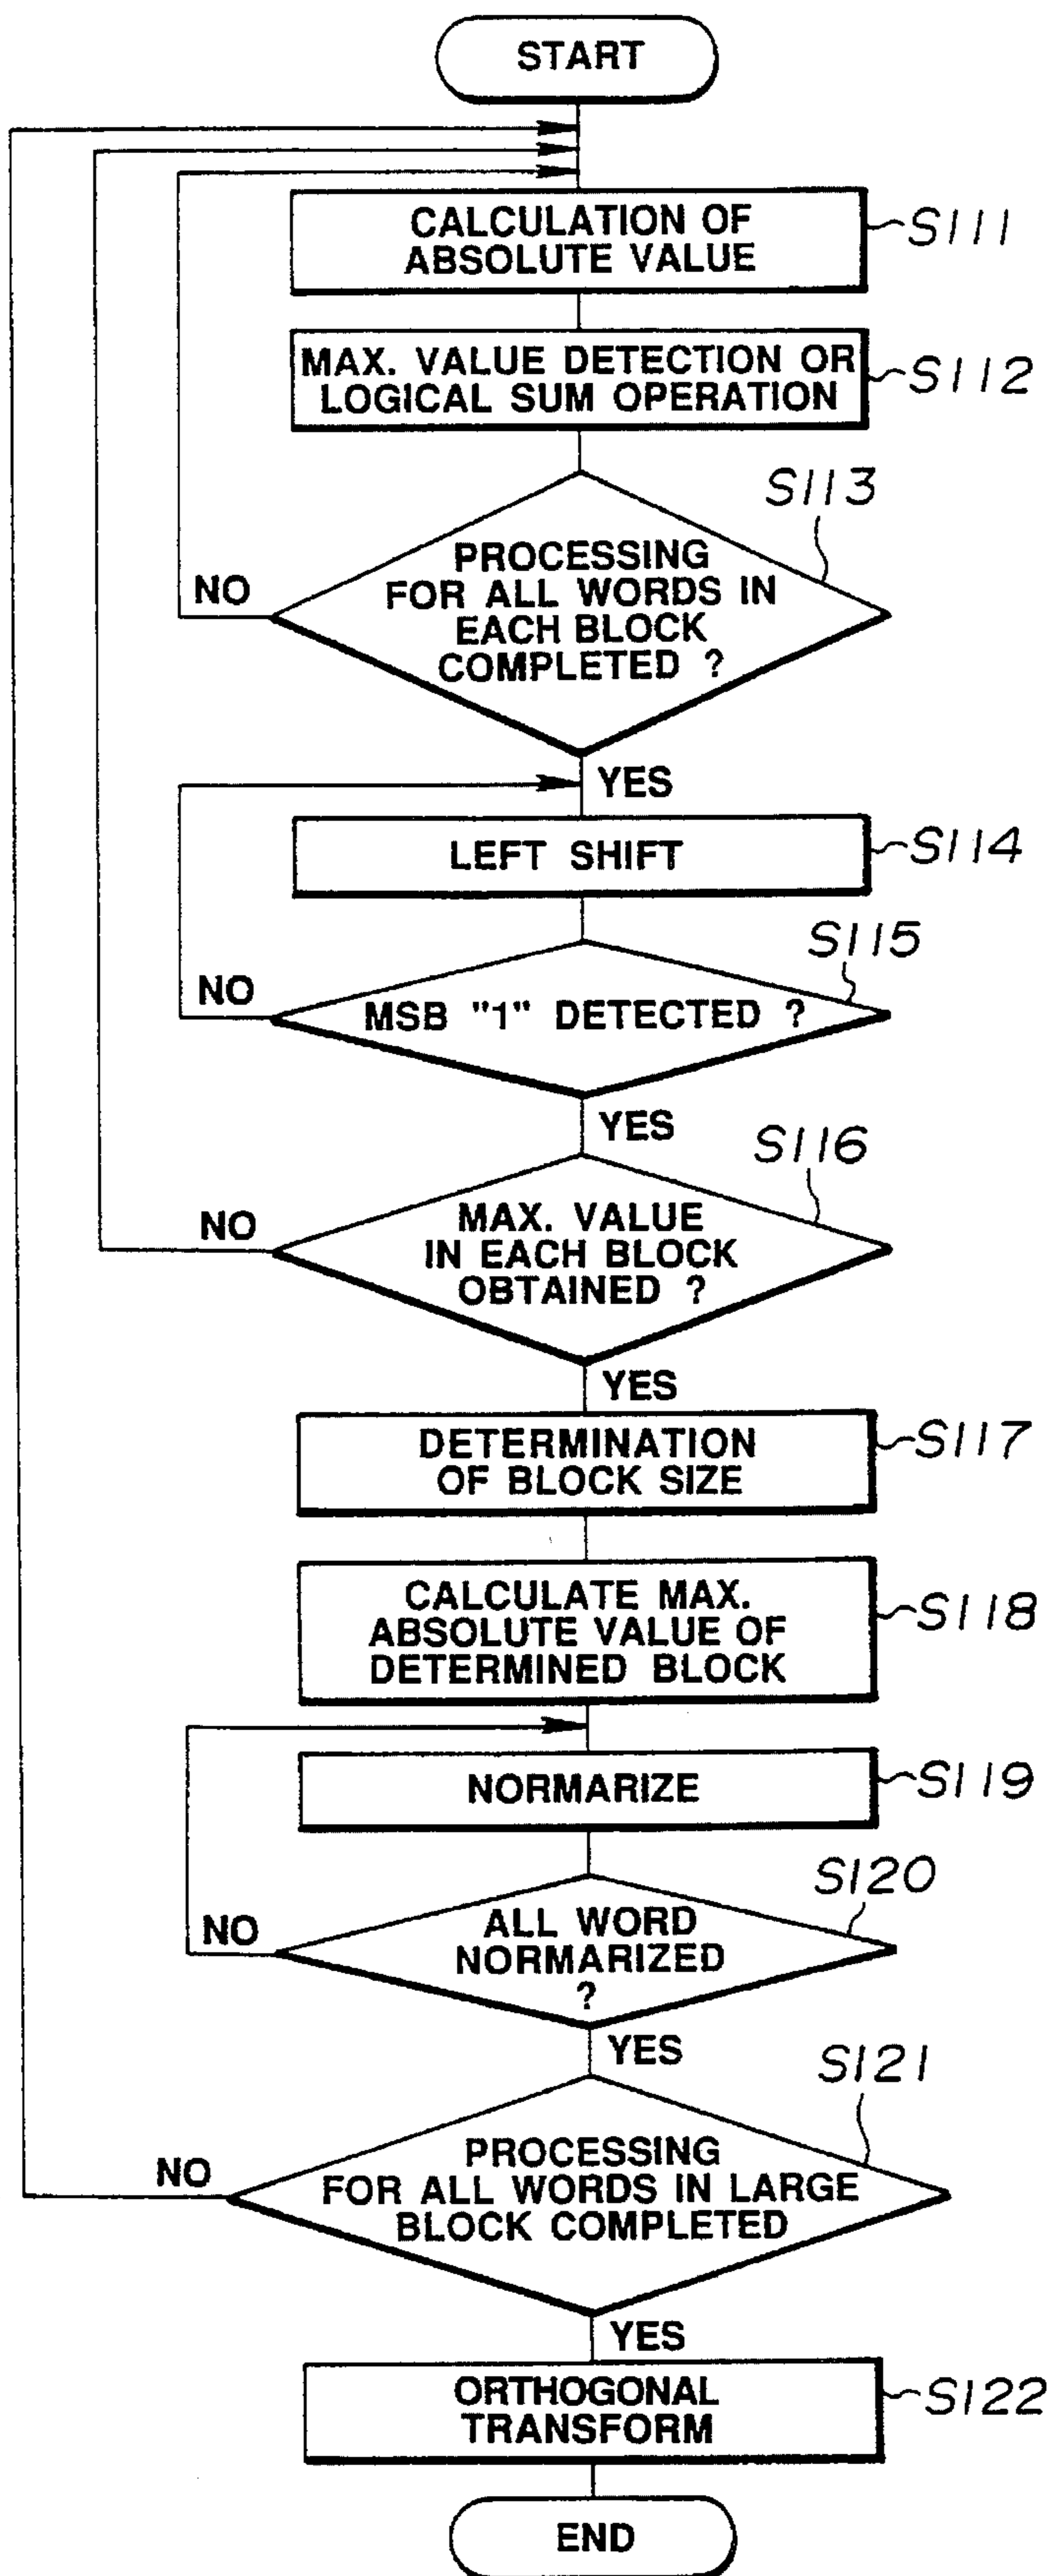 START
CALCULATION OF
ABSOLUTE VALUE
S111
MAX. VALUE DETECTION OR
LOGICAL SUM OPERATION
S112
S113
PROCESSING
FOR ALL WORDS IN
EACH BLOCK
COMPLETED ?
NO
YES
LEFT SHIFT
S114
S115
MSB "1" DETECTED ?
NO
YES
S116
MAX. VALUE
IN EACH BLOCK
OBTAINED ?
NO
YES
DETERMINATION
OF BLOCK SIZE
S117
CALCULATE MAX.
ABSOLUTE VALUE OF
DETERMINED BLOCK
S118
NORMARIZE
S119
S120
ALL WORD
NORMARIZED
?
NO
YES
S121
PROCESSING
FOR ALL WORDS IN LARGE
BLOCK COMPLETED
NO
YES
ORTHOGONAL
TRANSFORM
S122
END